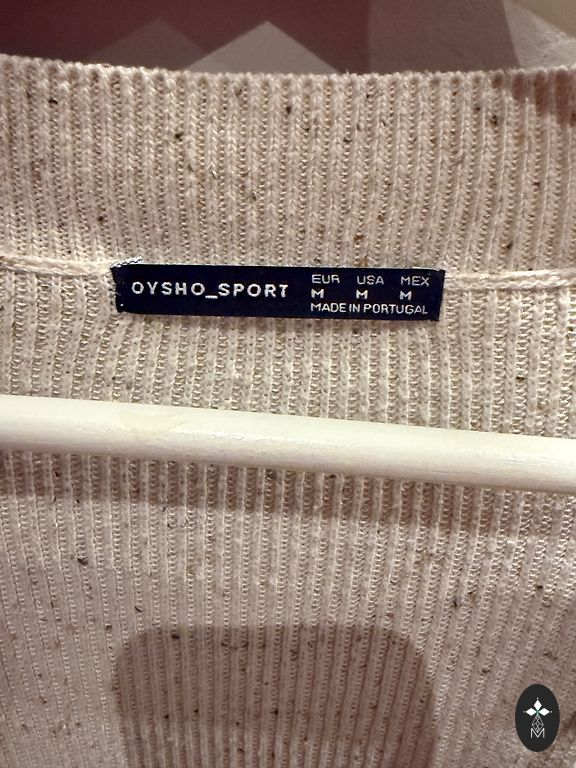 OYSHO_SPORT
EUR USA MEX
M M M
MADE IN PORTUGAL
M